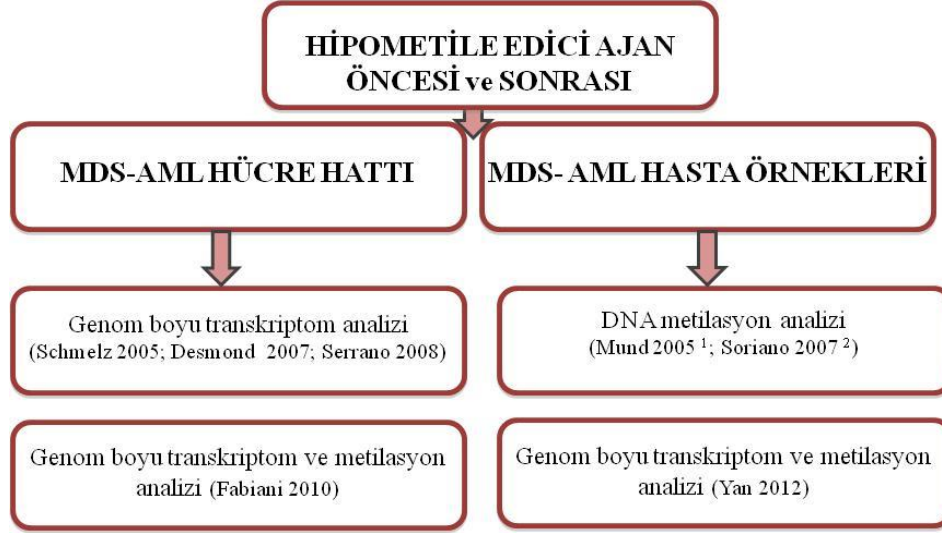 HİPOMETİLE EDİCİ AJAN
ÖNCESİ ve SONRASI
MDS-AML HÜCRE HATTI
MDS- AML HASTA ÖRNEKLERİ
Genom boyu transkriptom analizi
(Schmelz 2005; Desmond 2007; Serrano 2008)
DNA metilasyon analizi
(Mund 2005 ¹; Soriano 2007 ²)
Genom boyu transkriptom ve metilasyon
analizi (Fabiani 2010)
Genom boyu transkriptom ve metilasyon
analizi (Yan 2012)